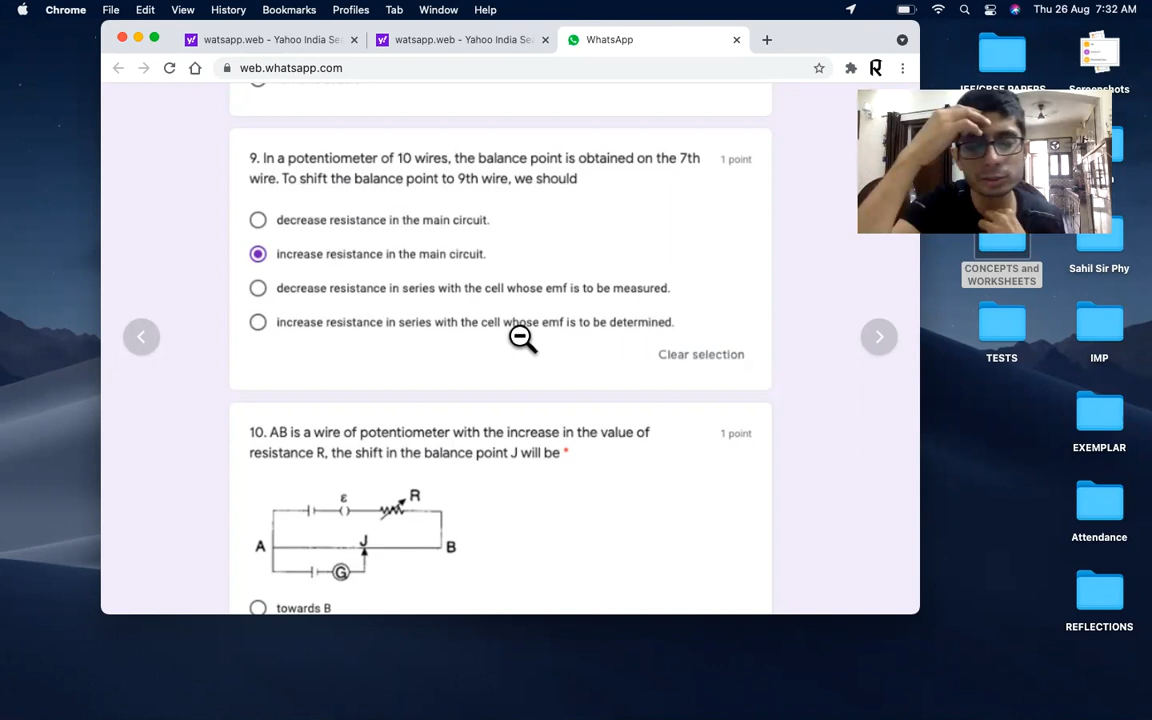 Chrome File Edit View History Bookmarks Profiles Tab Window Help Thu 26 Aug 7:32 AM
watsapp.web - Yahoo India Se
watsapp.web - Yahoo India Se
WhatsApp
web.whatsapp.com
9. In a potentiometer of 10 wires, the balance point is obtained on the 7th
wire. To shift the balance point to 9th wire, we should
1 point
decrease resistance in the main circuit.
increase resistance in the main circuit.
decrease resistance in series with the cell whose emf is to be measured.
increase resistance in series with the cell whose emf is to be determined.
Clear selection
10. AB is a wire of potentiometer with the increase in the value of
resistance R, the shift in the balance point J will be *
1 point
ε
R
A
J
B
G
towards B
Screenshots
CONCEPTS and
WORKSHEETS
Sahil Sir Phy
TESTS
IMP
EXEMPLAR
Attendance
REFLECTIONS